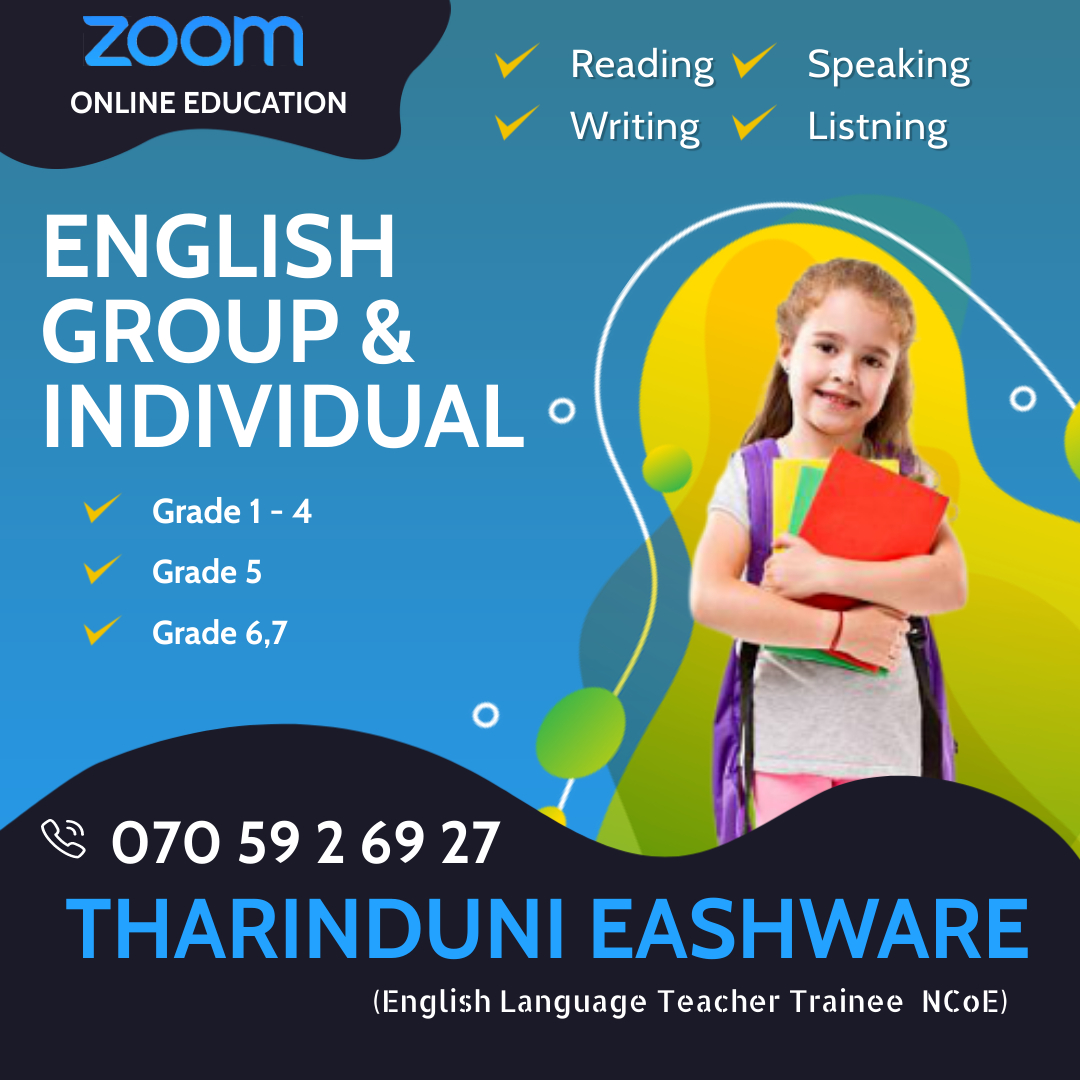 zoom
ONLINE EDUCATION
Reading
Speaking
Writing
Listning
ENGLISH
GROUP &
INDIVIDUAL
Grade 1 - 4
Grade 5
Grade 6,7
070 59 2 69 27
THARINDUNI EASHWARE
(English Language Teacher Trainee NCoE)